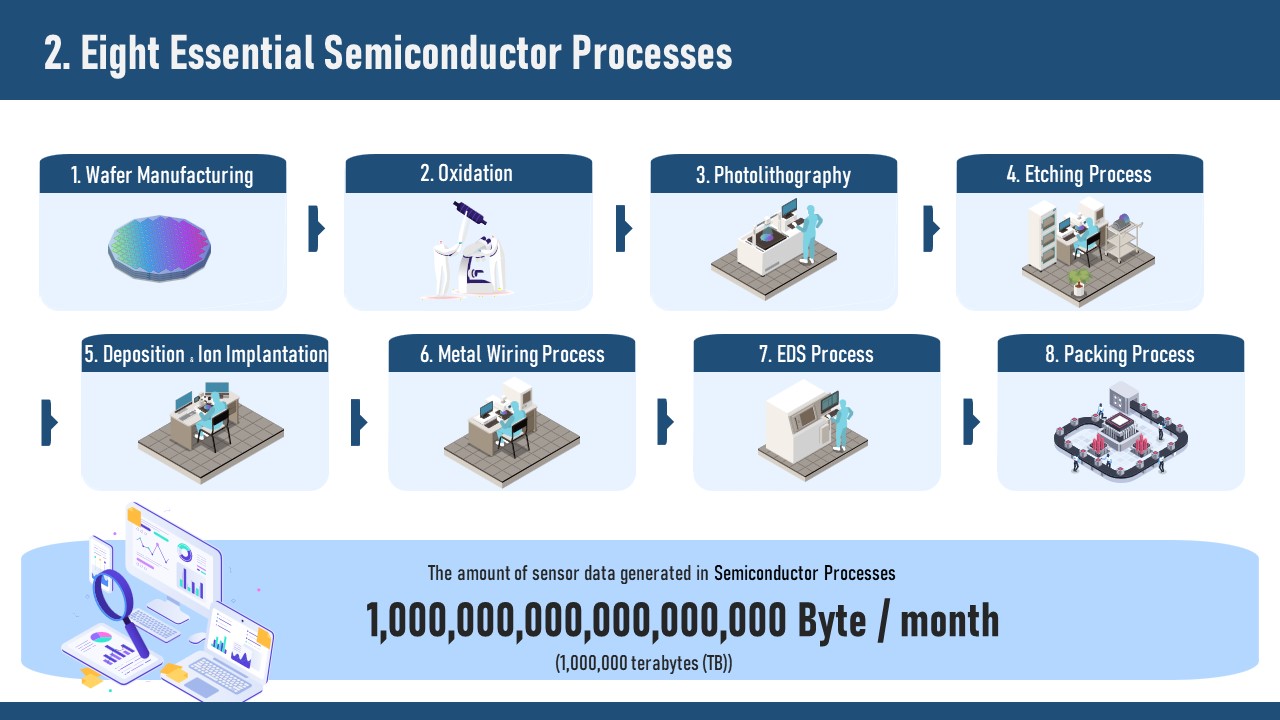 2. Eight Essential Semiconductor Processes
1. Wafer Manufacturing
2. Oxidation
3. Photolithography
4. Etching Process
5. Deposition , Ion Implantation
6. Metal Wiring Process
7. EDS Process
8. Packing Process
The amount of sensor data generated in Semiconductor Processes
1,000,000,000,000,000,000 Byte / month
(1,000,000 terabytes (TB))